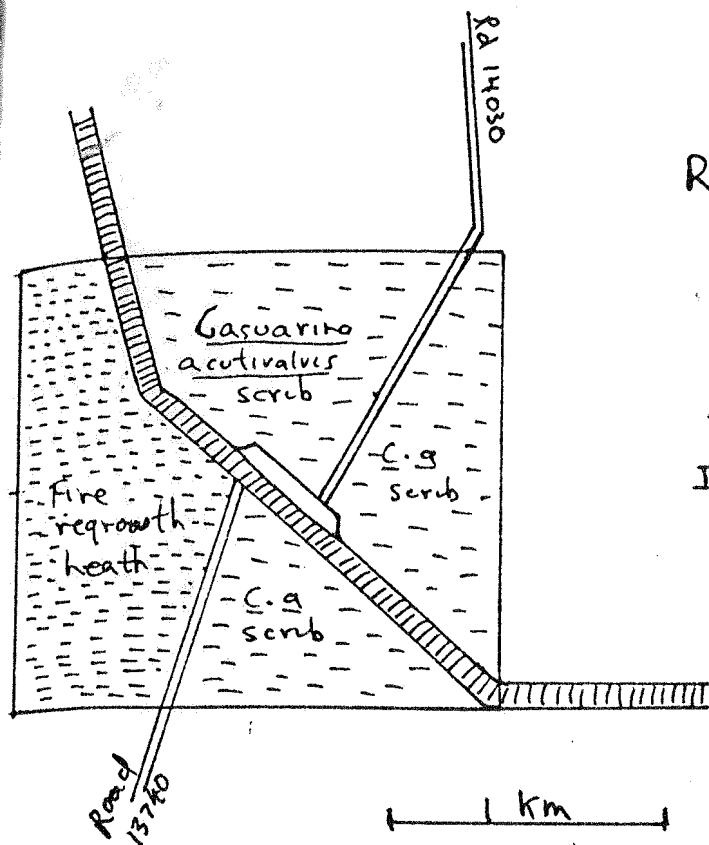 Rd 14030
R
Casuarina
acutivalvis
scrub
C.a
scrub
I
Fire
regrowth
heath
C.a
scrub
Road
13740
1 km